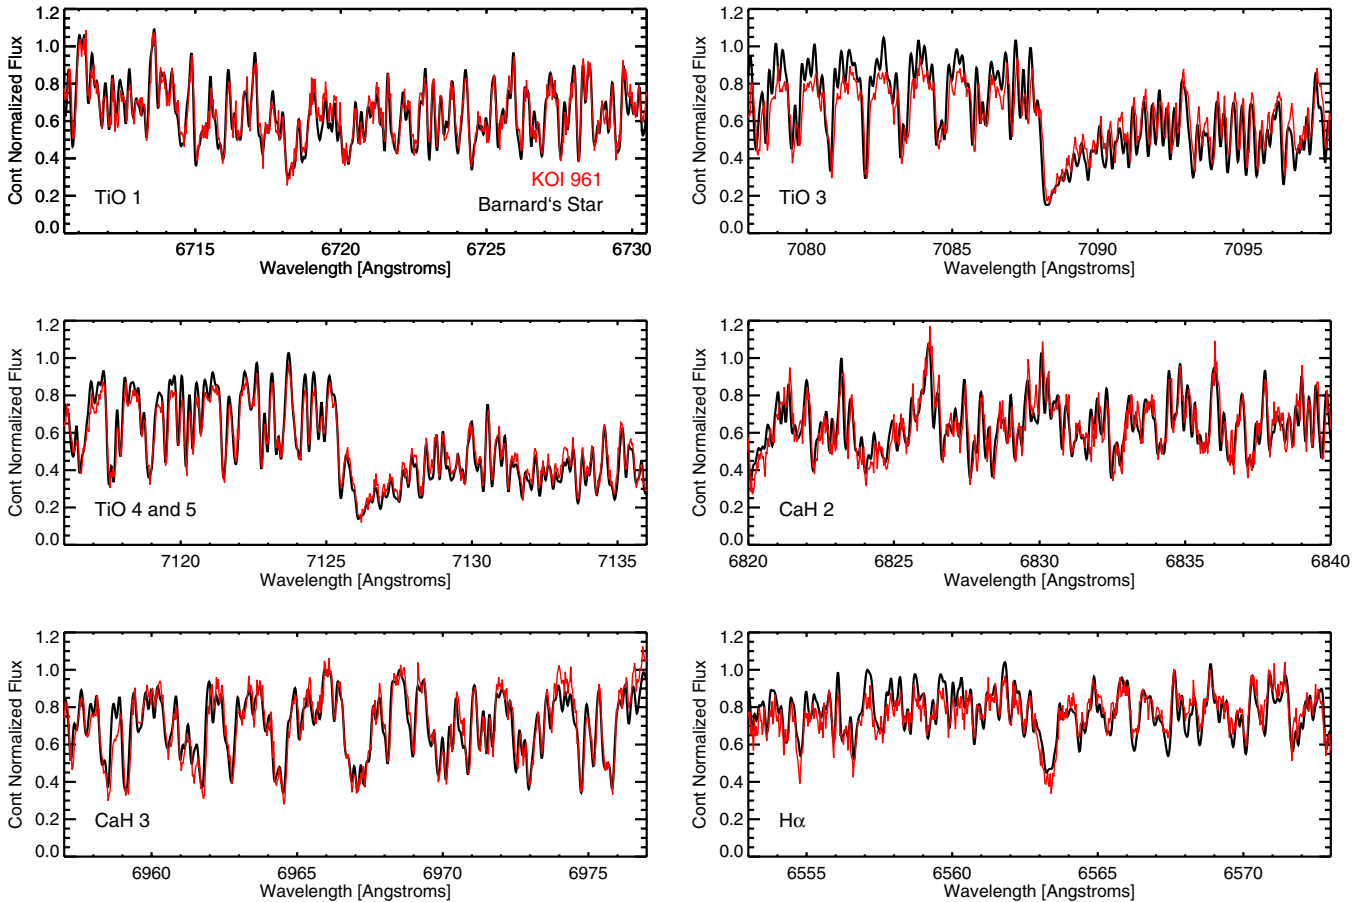 Cont Normalized Flux
1.2
1.0
0.8
0.6
0.4
0.2
0.0
TiO 1
KOI 961
Barnard‘s Star
6715 6720 6725 6730
Wavelength [Angstroms]
Cont Normalized Flux
1.2
1.0
0.8
0.6
0.4
0.2
0.0
TiO 3
7080 7085 7090 7095
Wavelength [Angstroms]
Cont Normalized Flux
1.2
1.0
0.8
0.6
0.4
0.2
0.0
TiO 4 and 5
7120 7125 7130 7135
Wavelength [Angstroms]
Cont Normalized Flux
1.2
1.0
0.8
0.6
0.4
0.2
0.0
CaH 2
6820 6825 6830 6835 6840
Wavelength [Angstroms]
Cont Normalized Flux
1.2
1.0
0.8
0.6
0.4
0.2
0.0
CaH 3
6960 6965 6970 6975
Wavelength [Angstroms]
Cont Normalized Flux
1.2
1.0
0.8
0.6
0.4
0.2
0.0
Hα
6555 6560 6565 6570
Wavelength [Angstroms]